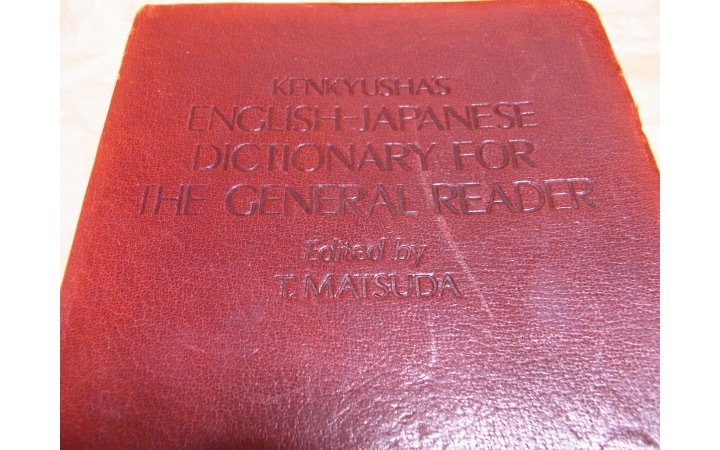 KENKYUSHA'S
ENGLISH-JAPANESE
DICTIONARY FOR
THE GENERAL READER
Edited by
T. MATSUDA